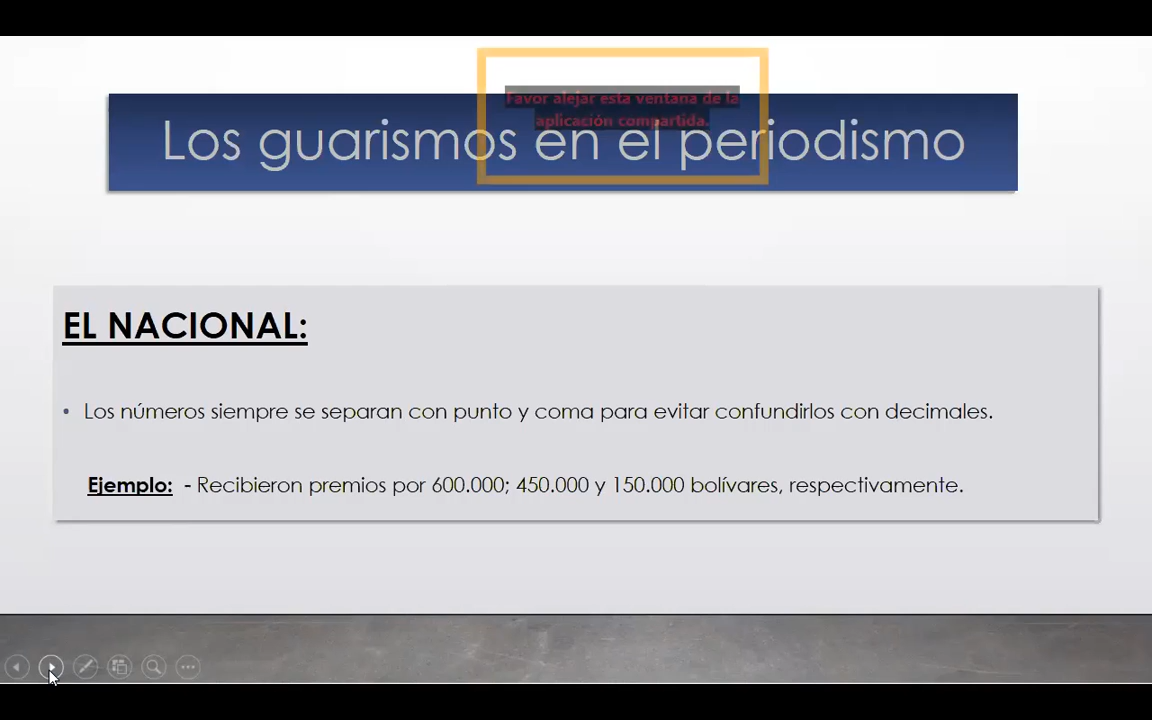 Favor alejar esta ventana de la
aplicación compartida.
Los guarismos en el periodismo
EL NACIONAL:
• Los números siempre se separan con punto y coma para evitar confundirlos con decimales.
Ejemplo: - Recibieron premios por 600.000; 450.000 y 150.000 bolívares, respectivamente.